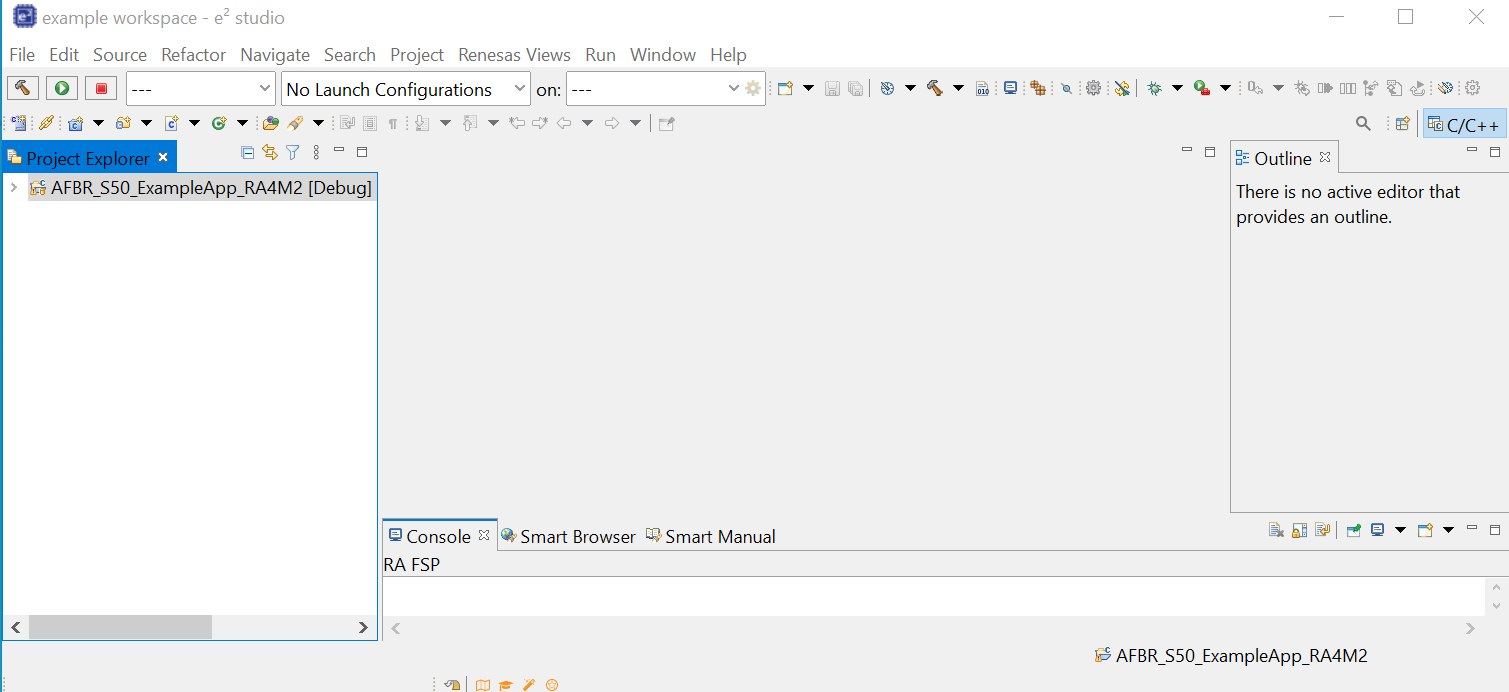 example workspace - e² studio
File Edit Source Refactor Navigate Search Project Renesas Views Run Window Help
--- No Launch Configurations on: ---
C/C++
Project Explorer
Outline
AFBR_S50_ExampleApp_RA4M2 [Debug]
There is no active editor that
provides an outline.
Console Smart Browser Smart Manual
RA FSP
AFBR_S50_ExampleApp_RA4M2